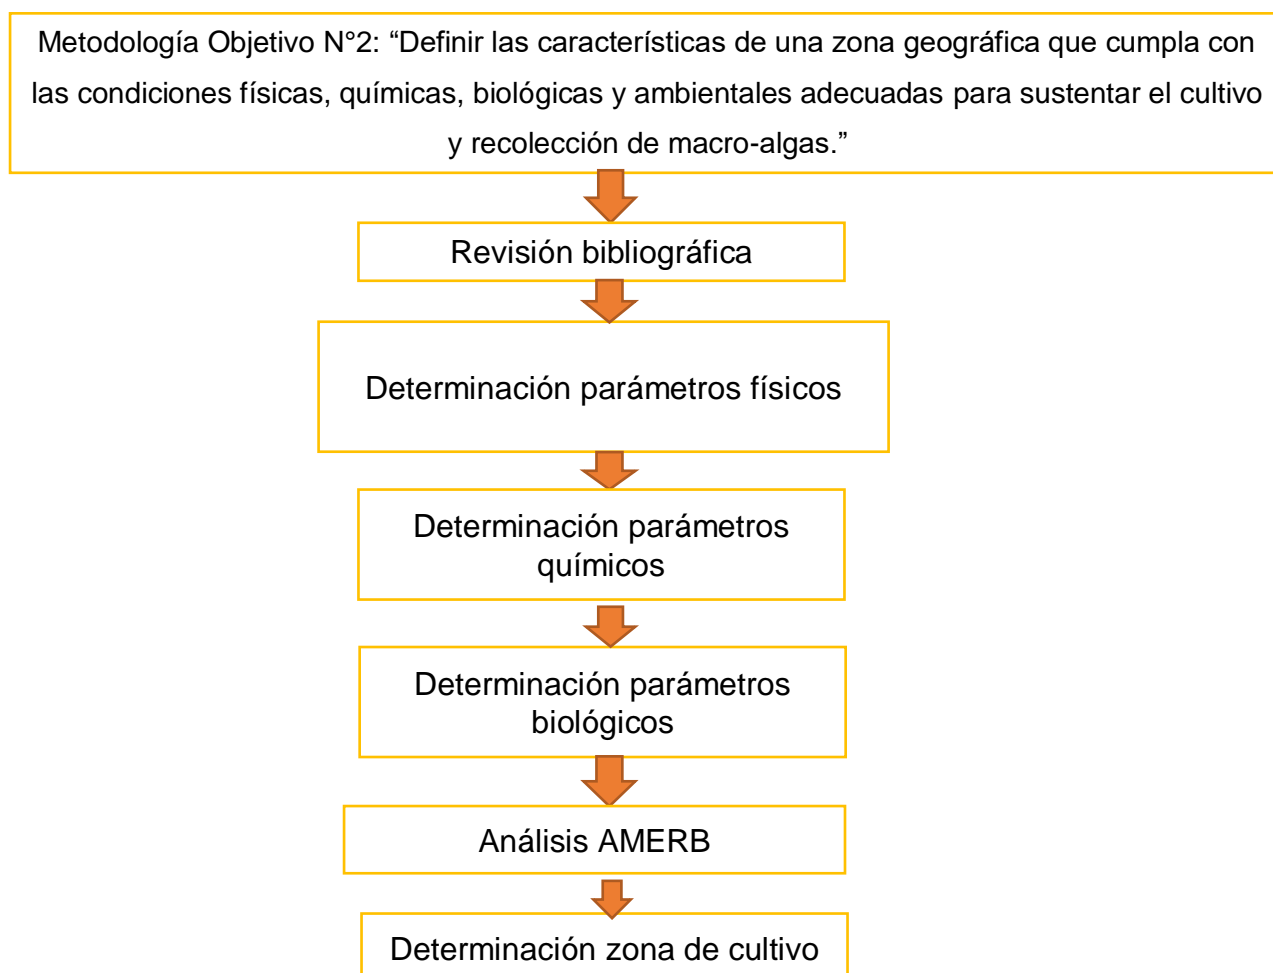 Metodología Objetivo N°2: “Definir las características de una zona geográfica que cumpla con
las condiciones físicas, químicas, biológicas y ambientales adecuadas para sustentar el cultivo
y recolección de macro-algas.”
Revisión bibliográfica
Determinación parámetros físicos
Determinación parámetros
químicos
Determinación parámetros
biológicos
Análisis AMERB
Determinación zona de cultivo